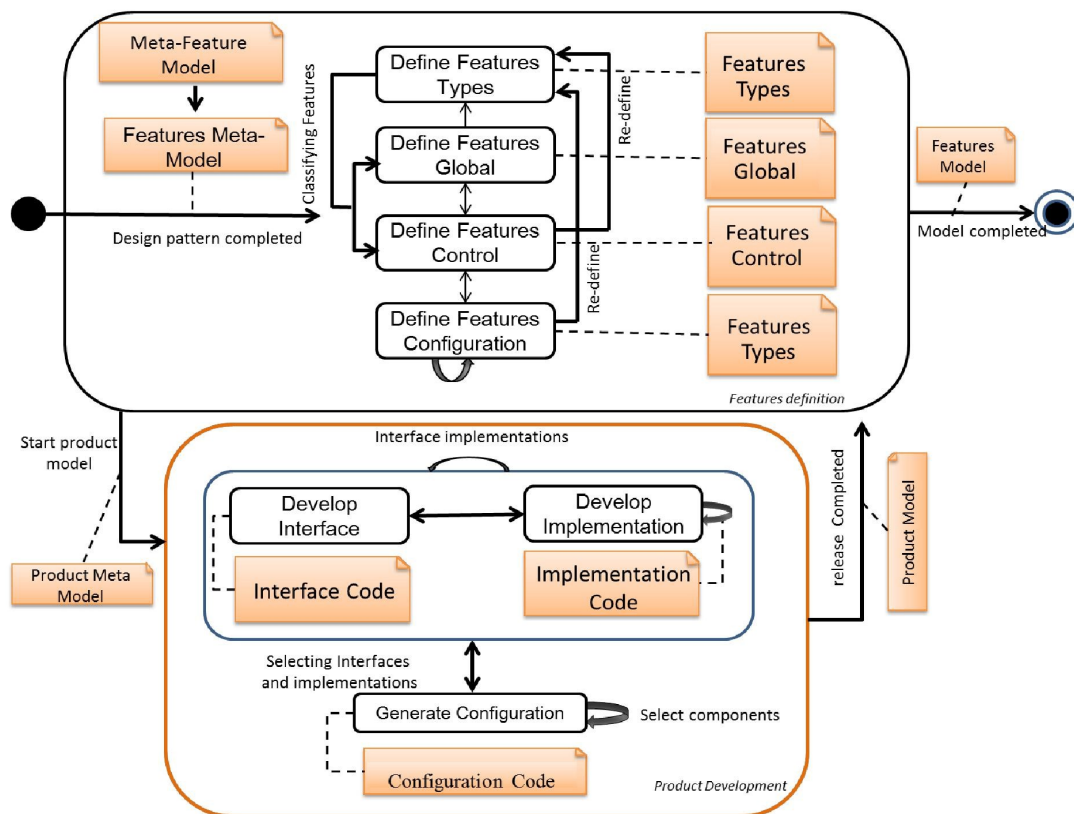 Meta-Feature
Model
Features Meta-
Model
Design pattern completed
Classifying Features
Define Features
Types
Define Features
Global
Define Features
Control
Define Features
Configuration
Re-define
Re-define
Features
Types
Features
Global
Features
Control
Features
Types
Features definition
Features
Model
Model completed
Start product
model
Product Meta
Model
Interface implementations
Develop
Interface
Develop
Implementation
Interface Code
Implementation
Code
Selecting Interfaces
and implementations
Generate Configuration
Select components
Configuration Code
Product Development
release Completed
Product Model